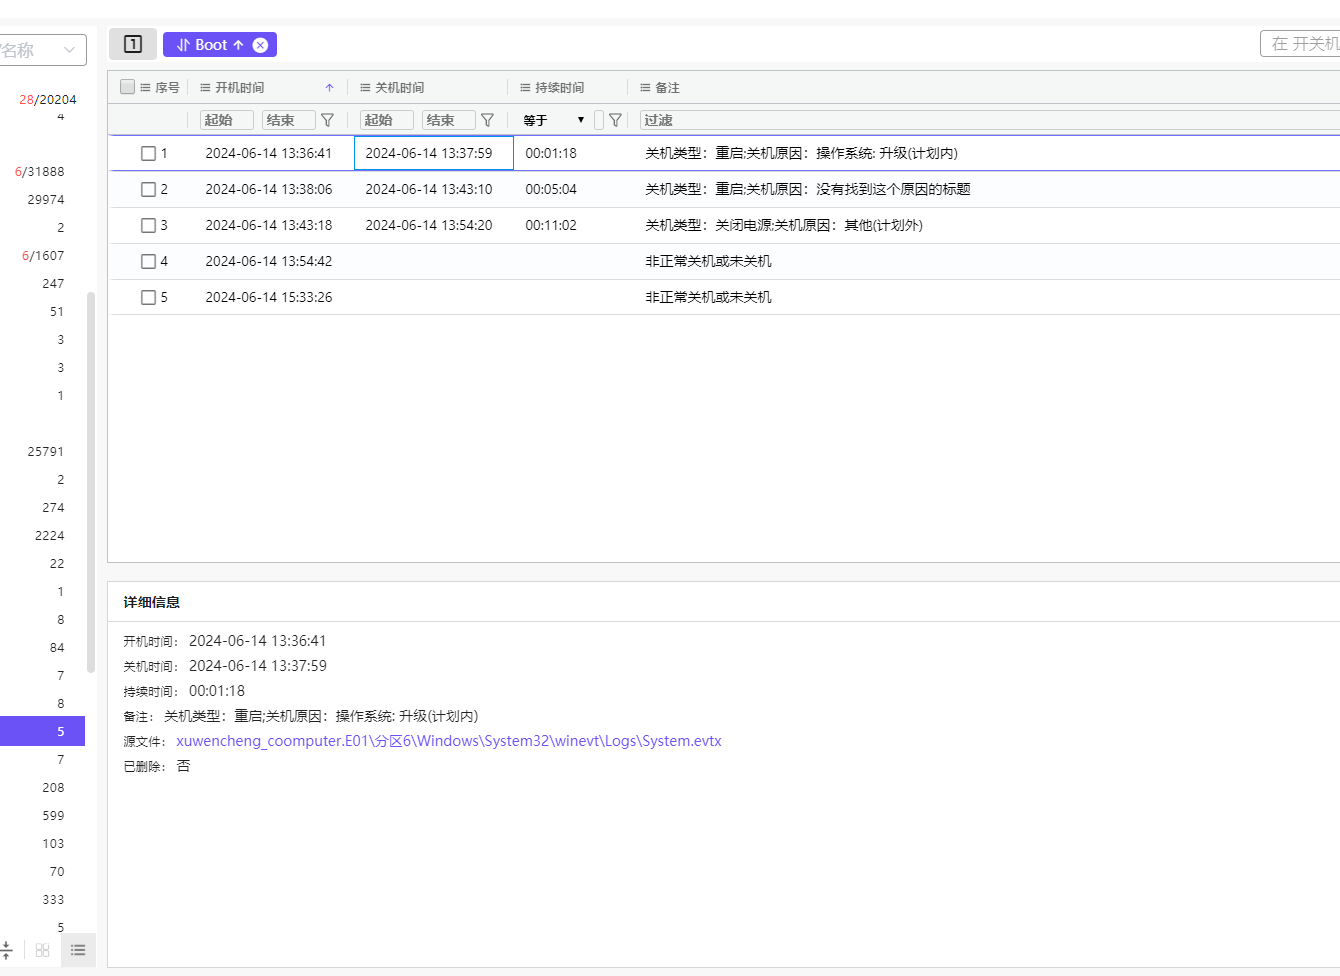 /名称
28/20204
4
6/31888
29974
2
6/1607
247
51
3
3
1
25791
2
274
2224
22
1
8
84
7
8
5
7
208
599
103
70
333
5
1 Boot
在 开关机
序号 开机时间 关机时间 持续时间 备注
起始 结束 起始 结束 等于 过滤
1 2024-06-14 13:36:41 2024-06-14 13:37:59 00:01:18 关机类型：重启;关机原因：操作系统: 升级(计划内)
2 2024-06-14 13:38:06 2024-06-14 13:43:10 00:05:04 关机类型：重启;关机原因：没有找到这个原因的标题
3 2024-06-14 13:43:18 2024-06-14 13:54:20 00:11:02 关机类型：关闭电源;关机原因：其他(计划外)
4 2024-06-14 13:54:42 非正常关机或未关机
5 2024-06-14 15:33:26 非正常关机或未关机
详细信息
开机时间： 2024-06-14 13:36:41
关机时间： 2024-06-14 13:37:59
持续时间： 00:01:18
备注： 关机类型：重启;关机原因：操作系统: 升级(计划内)
源文件： xuwencheng_coomputer.E01\分区6\Windows\System32\winevt\Logs\System.evtx
已删除： 否